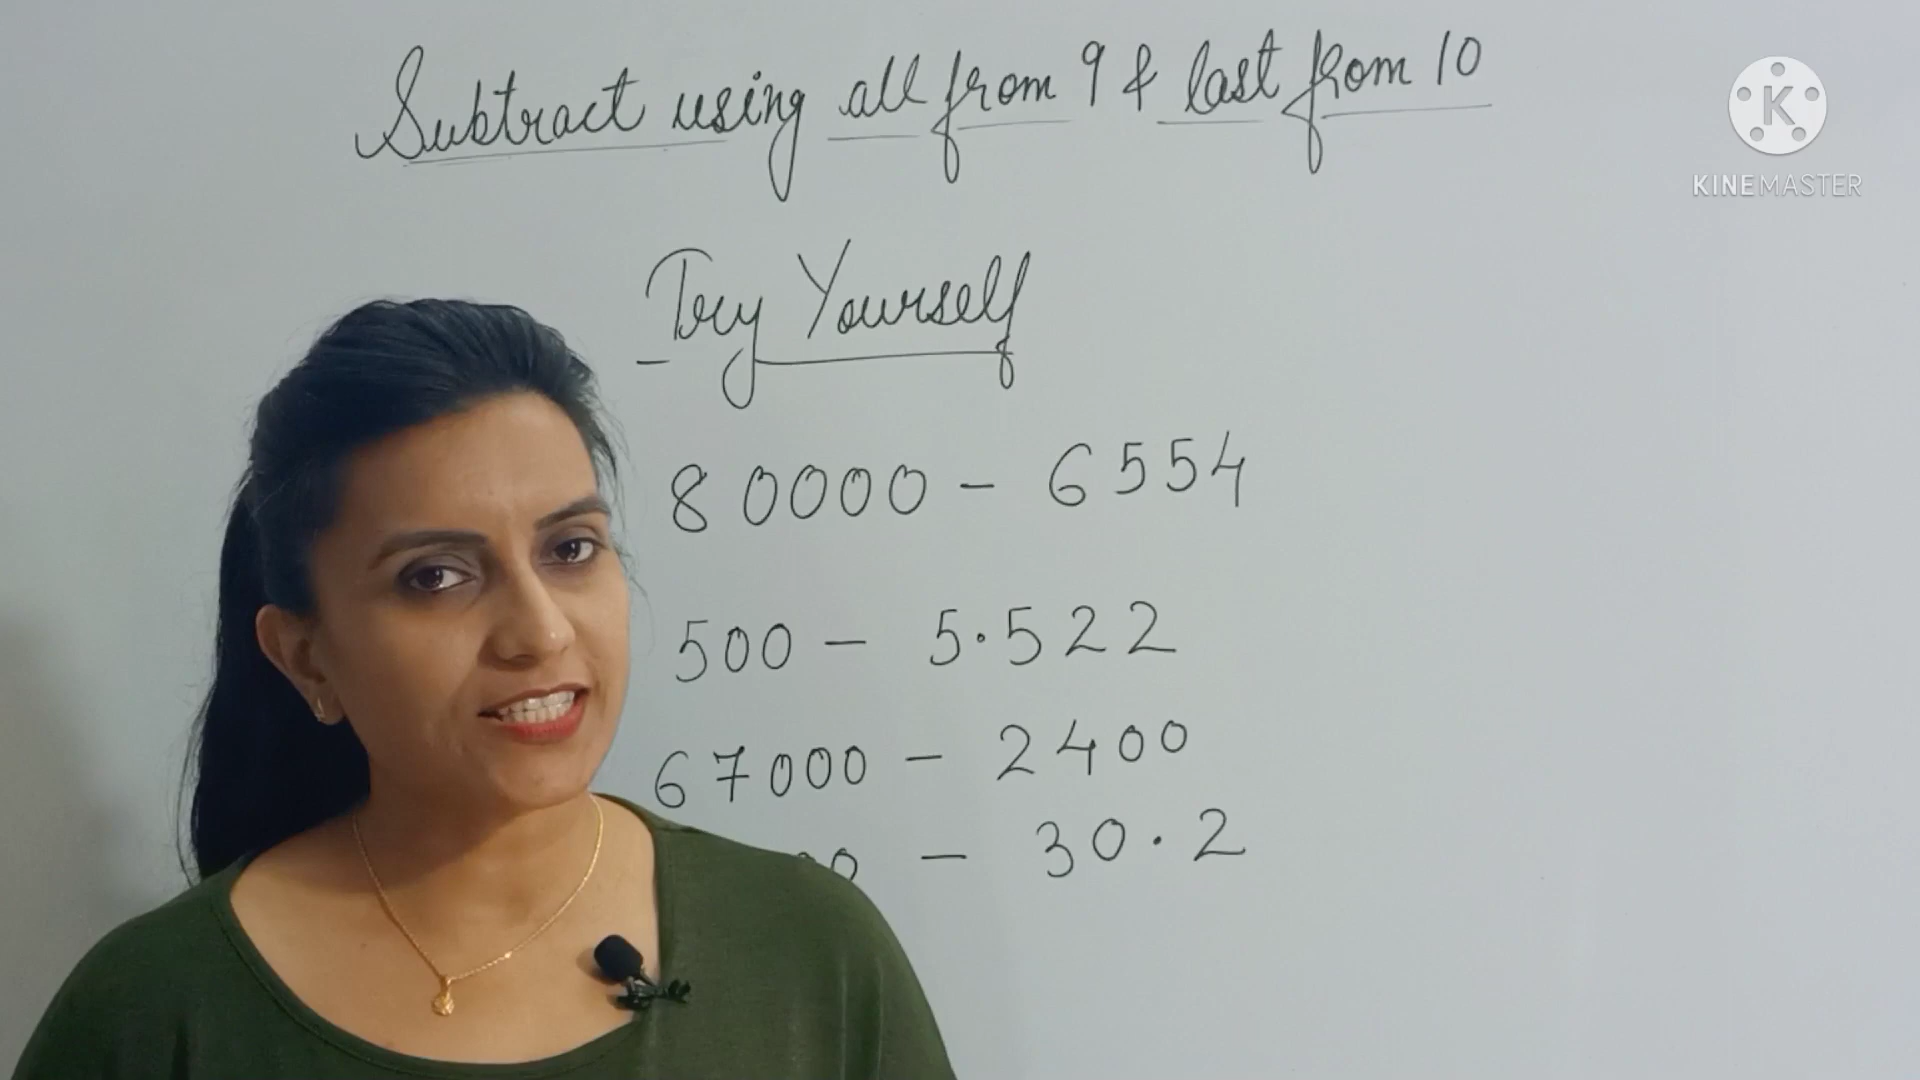 Subtract using all from 9 & last from 10
K
KINEMASTER
Try Yourself
80000 - 6554
500 - 5.522
67000 - 2400
00 - 30.2